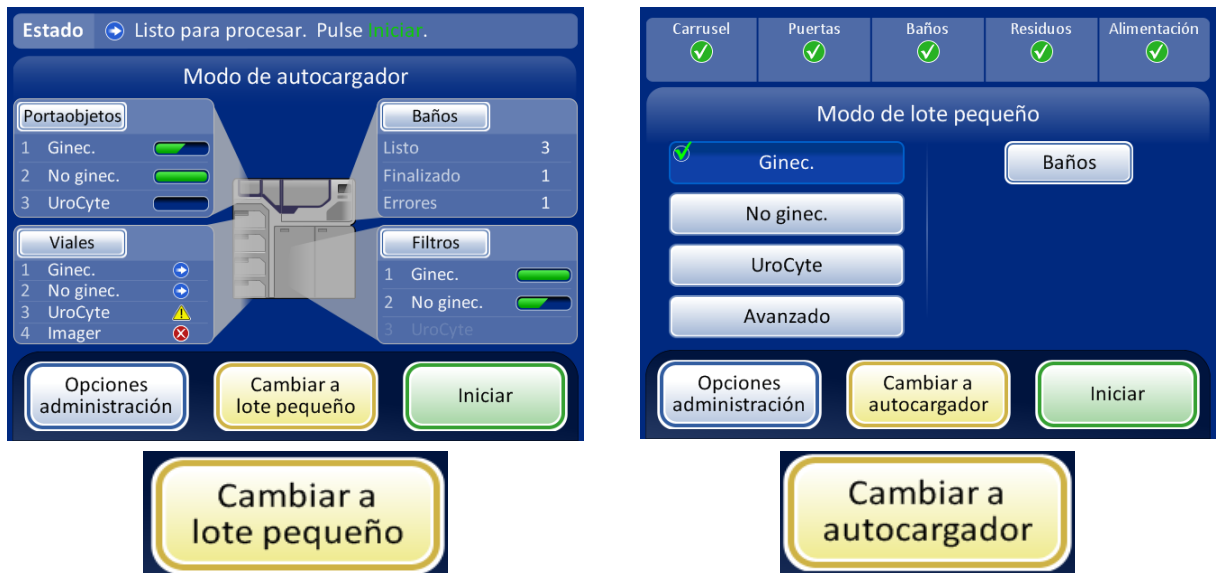 Estado Listo para procesar. Pulse Iniciar.
Modo de autocargador
Portaobjetos
1 Ginec.
2 No ginec.
3 UroCyte
Baños
Listo 3
Finalizado 1
Errores 1
Viales
1 Ginec.
2 No ginec.
3 UroCyte
4 Imager
Filtros
1 Ginec.
2 No ginec.
3 UroCyte
Opciones
administración
Cambiar a
lote pequeño
Iniciar
Cambiar a
lote pequeño
Carrusel Puertas Baños Residuos Alimentación
Modo de lote pequeño
Ginec.
No ginec.
UroCyte
Avanzado
Baños
Opciones
administración
Cambiar a
autocargador
Iniciar
Cambiar a
autocargador